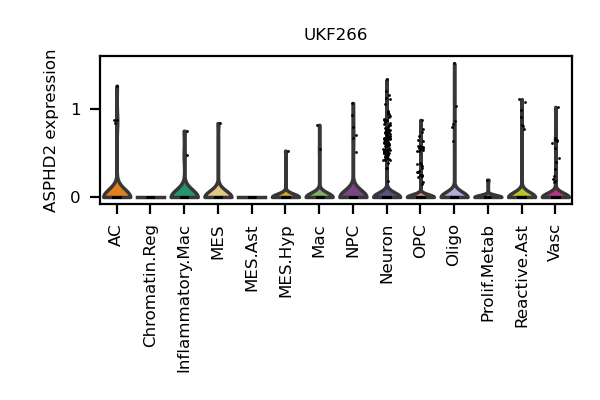 UKF266
ASPHD2 expression
1
0
AC
Chromatin.Reg
Inflammatory.Mac
MES
MES.Ast
MES.Hyp
Mac
NPC
Neuron
OPC
Oligo
Prolif.Metab
Reactive.Ast
Vasc